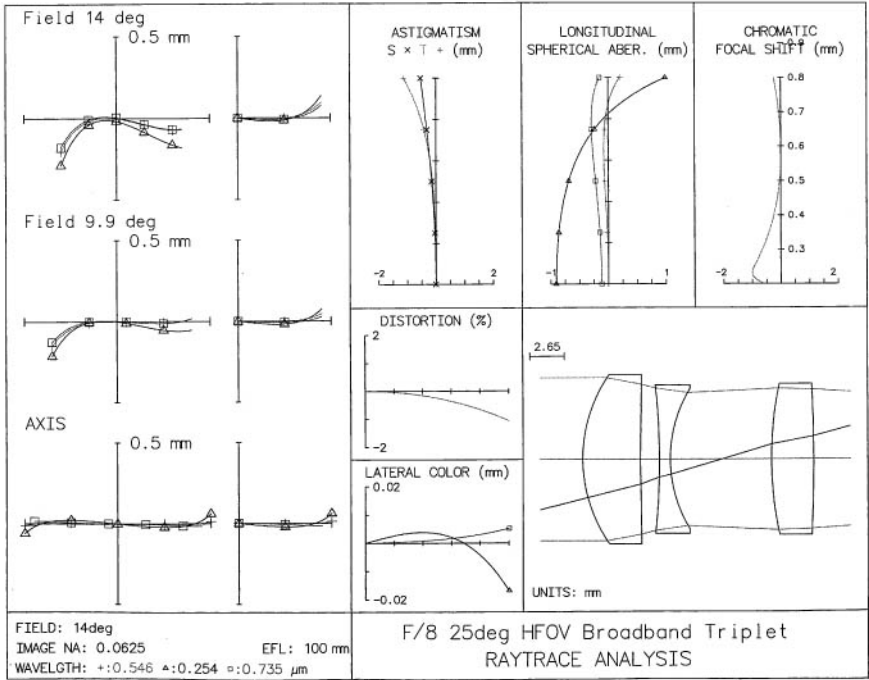 Field 14 deg
0.5 mm
Field 9.9 deg
0.5 mm
AXIS
0.5 mm
ASTIGMATISM
S × T + (mm)
-2
2
LONGITUDINAL
SPHERICAL ABER. (mm)
-1
1
CHROMATIC
0.9
FOCAL SHIFT (mm)
0.8
0.7
0.6
0.5
0.4
0.3
-2
2
DISTORTION (%)
2
-2
LATERAL COLOR (mm)
0.02
-0.02
2.65
UNITS: mm
FIELD: 14deg
IMAGE NA: 0.0625 EFL: 100 mm
WAVELGTH: +:0.546 ▵:0.254 ▫:0.735 µm
F/8 25deg HFOV Broadband Triplet
RAYTRACE ANALYSIS